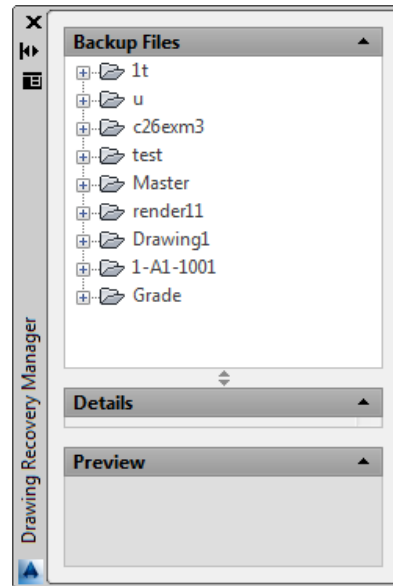 Backup Files
1t
u
c26exm3
test
Master
render11
Drawing1
1-A1-1001
Grade
Details
Preview
Drawing Recovery Manager